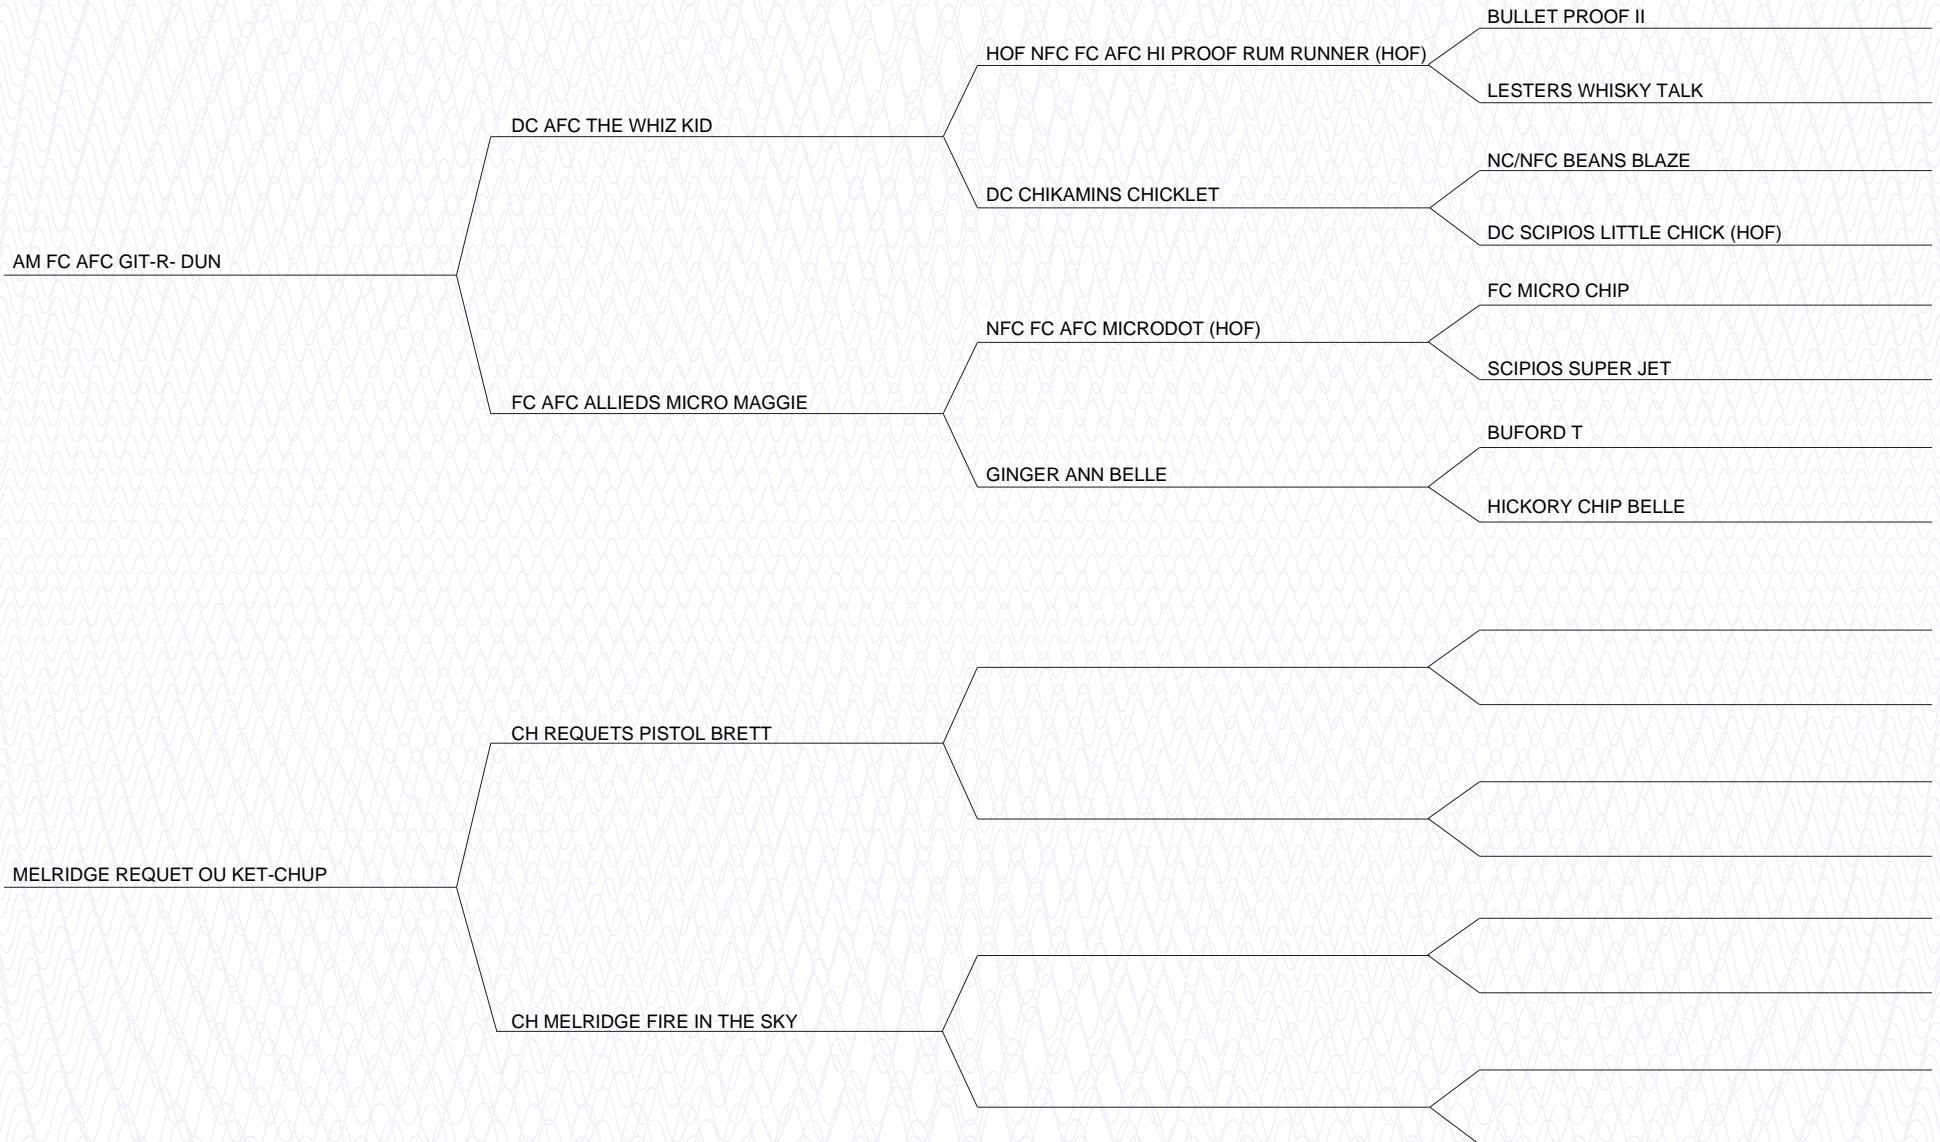 BULLET PROOF II
HOF NFC FC AFC HI PROOF RUM RUNNER (HOF)
LESTERS WHISKY TALK
DC AFC THE WHIZ KID
NC/NFC BEANS BLAZE
DC CHIKAMINS CHICKLET
DC SCIPIOS LITTLE CHICK (HOF)
AM FC AFC GIT-R- DUN
FC MICRO CHIP
NFC FC AFC MICRODOT (HOF)
SCIPIOS SUPER JET
FC AFC ALLIEDS MICRO MAGGIE
BUFORD T
GINGER ANN BELLE
HICKORY CHIP BELLE
CH REQUETS PISTOL BRETT
MELRIDGE REQUET OU KET-CHUP
CH MELRIDGE FIRE IN THE SKY